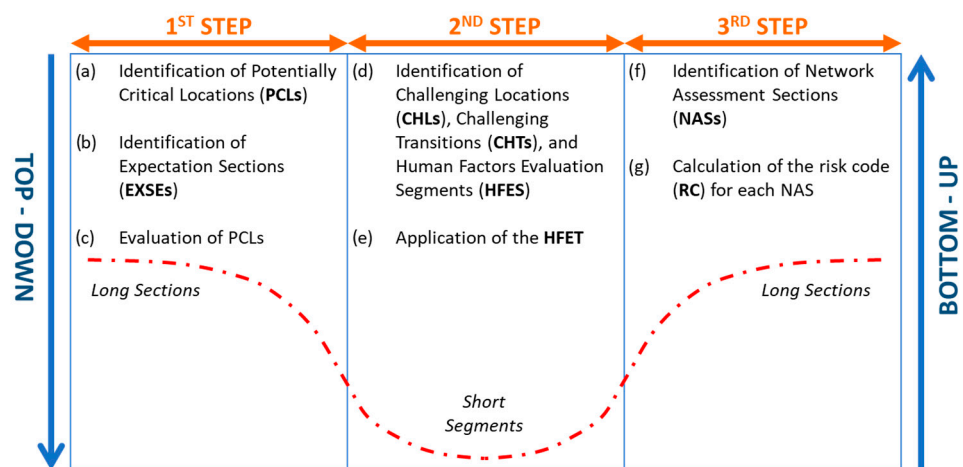 1ST STEP
2ND STEP
3RD STEP
TOP - DOWN
(a) Identification of Potentially
Critical Locations (PCLs)
(b) Identification of
Expectation Sections
(EXSEs)
(c) Evaluation of PCLs
Long Sections
(d) Identification of
Challenging Locations
(CHLs), Challenging
Transitions (CHTs), and
Human Factors Evaluation
Segments (HFES)
(e) Application of the HFET
Short
Segments
(f) Identification of Network
Assessment Sections
(NASs)
(g) Calculation of the risk code
(RC) for each NAS
Long Sections
BOTTOM - UP